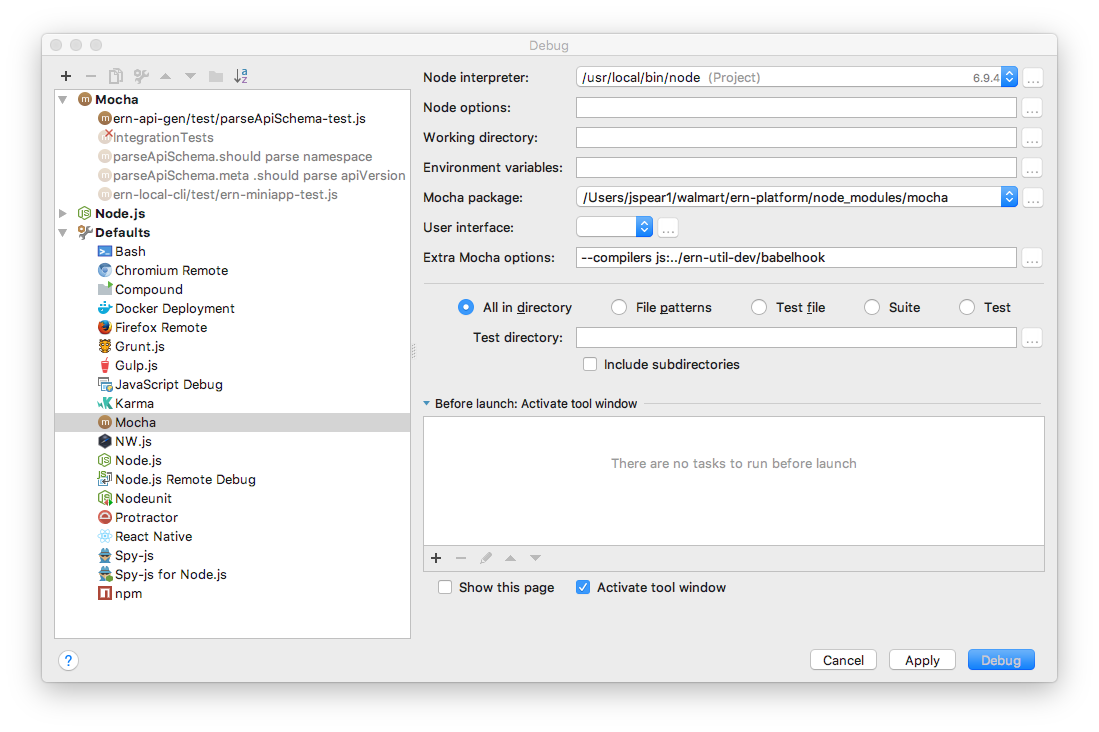 Debug
Mocha
ern-api-gen/test/parseApiSchema-test.js
IntegrationTests
parseApiSchema.should parse namespace
parseApiSchema.meta .should parse apiVersion
ern-local-cli/test/ern-miniapp-test.js
Node.js
Defaults
Bash
Chromium Remote
Compound
Docker Deployment
Firefox Remote
Grunt.js
Gulp.js
JavaScript Debug
Karma
Mocha
NW.js
Node.js
Node.js Remote Debug
Nodeunit
Protractor
React Native
Spy-js
Spy-js for Node.js
npm
Node interpreter: /usr/local/bin/node (Project) 6.9.4 ...
Node options: ...
Working directory: ...
Environment variables: ...
Mocha package: /Users/jspear1/walmart/ern-platform/node_modules/mocha ...
User interface: ...
Extra Mocha options: --compilers js:../ern-util-dev/babelhook ...
All in directory File patterns Test file Suite Test
Test directory: ...
Include subdirectories
Before launch: Activate tool window
There are no tasks to run before launch
Show this page Activate tool window
? Cancel Apply Debug